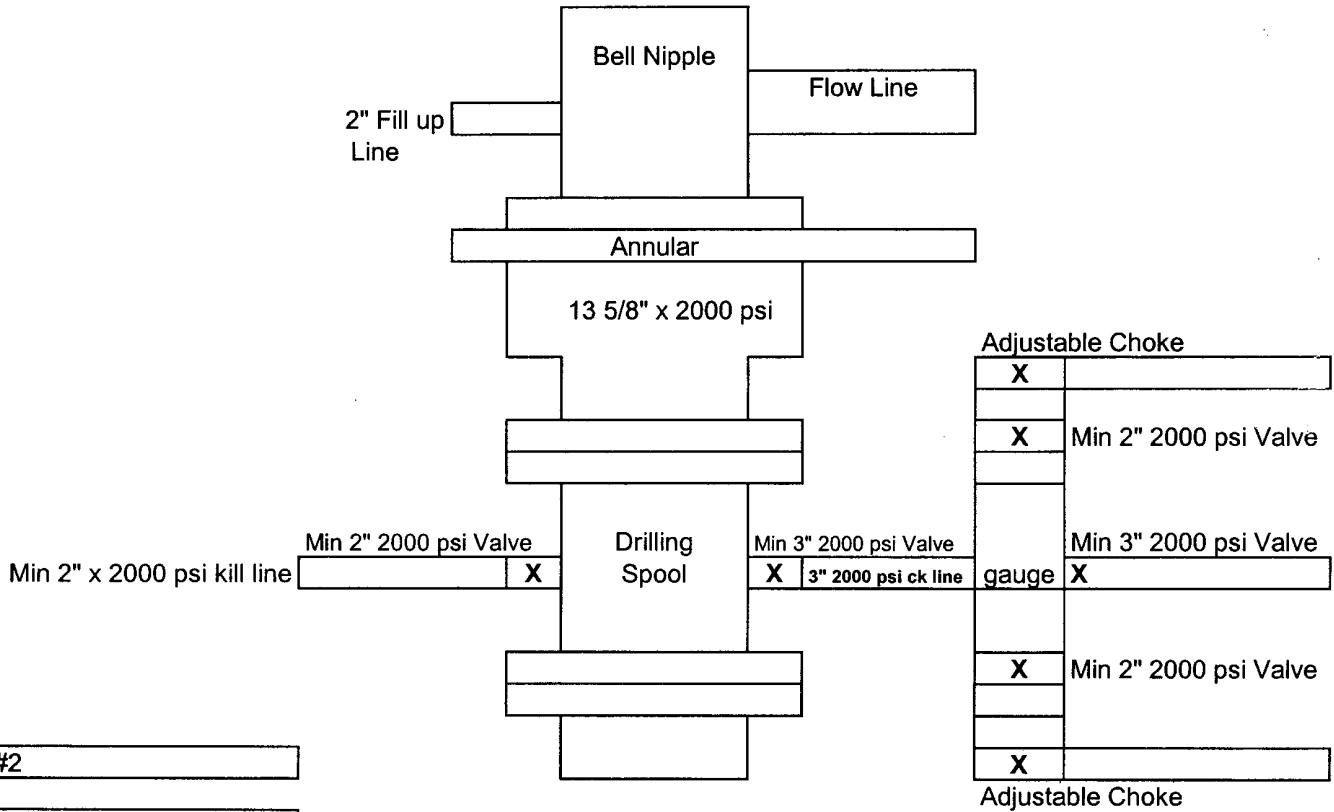 Bell Nipple
Flow Line
2" Fill up
Line
Annular
13 5/8" x 2000 psi
Adjustable Choke
X
X Min 2" 2000 psi Valve
Min 2" 2000 psi Valve
Drilling
Min 3" 2000 psi Valve
Min 3" 2000 psi Valve
Min 2" x 2000 psi kill line
X
Spool
X 3" 2000 psi ck line
gauge X
X Min 2" 2000 psi Valve
#2
X
Adjustable Choke